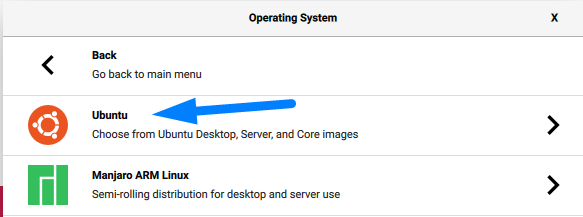 Operating System
X
Back
Go back to main menu
Ubuntu
Choose from Ubuntu Desktop, Server, and Core images
Manjaro ARM Linux
Semi-rolling distribution for desktop and server use